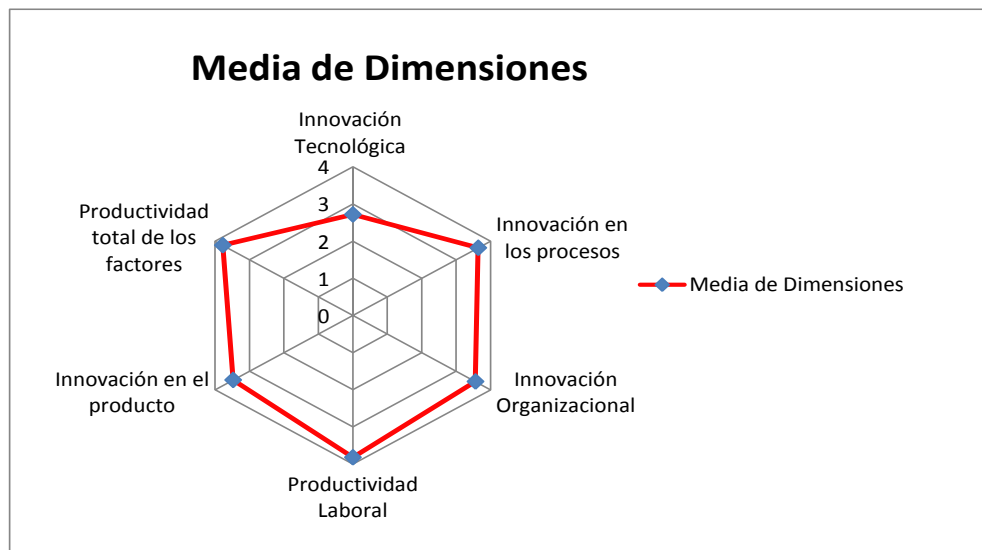 Media de Dimensiones
Innovación
Tecnológica
4
3
2
1
0
Innovación en
los procesos
Innovación
Organizacional
Productividad
Laboral
Innovación en el
producto
Productividad
total de los
factores
Media de Dimensiones